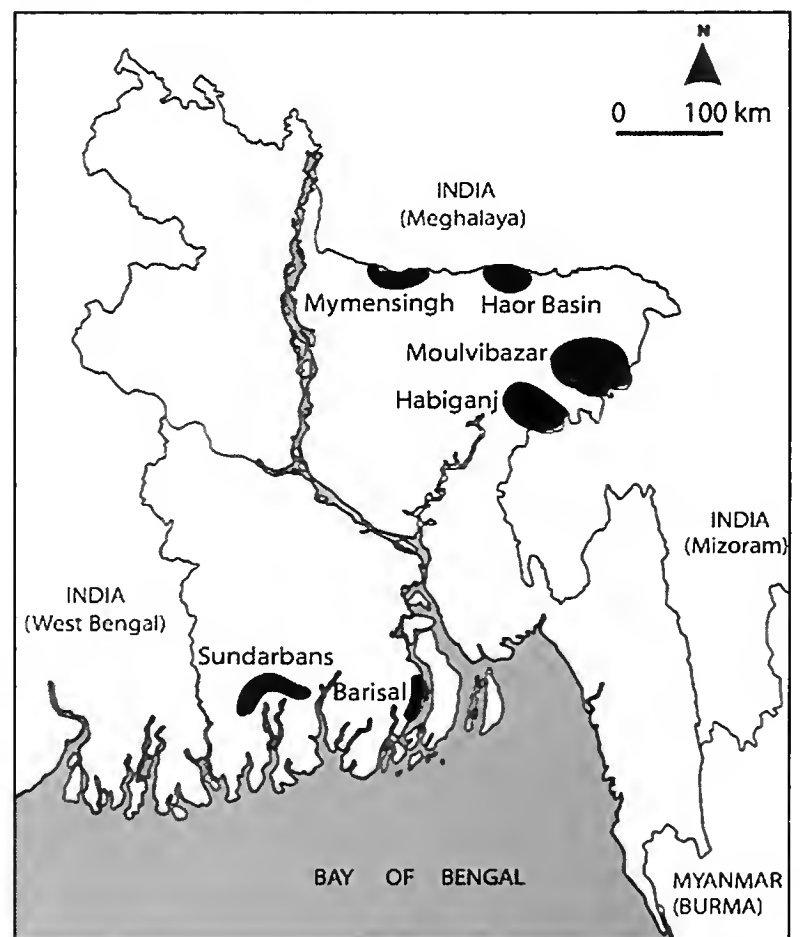 N
0 100 km
INDIA
(Meghalaya)
Mymensingh
Haor Basin
Moulvibazar
Habiganj
INDIA
(Mizoram)
INDIA
(West Bengal)
Sundarbans
Barisal
BAY OF BENGAL
MYANMAR
(BURMA)